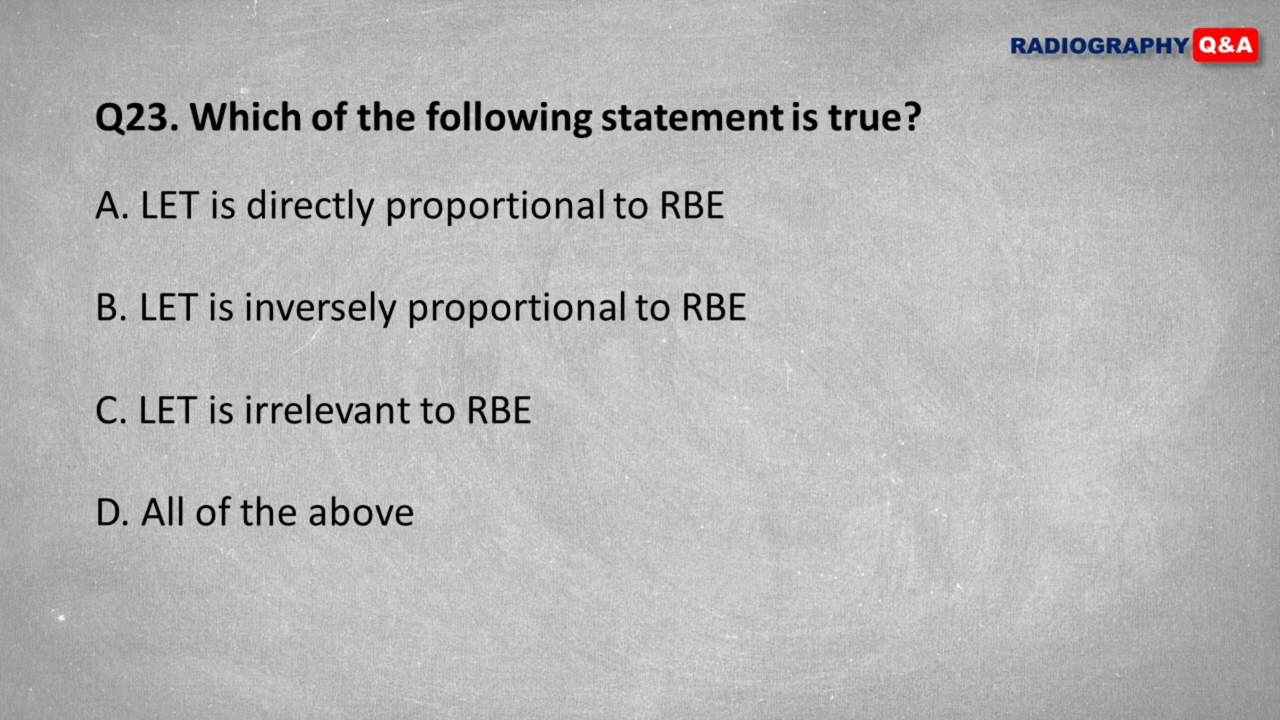 RADIOGRAPHY Q&A
Q23. Which of the following statement is true?
A. LET is directly proportional to RBE
B. LET is inversely proportional to RBE
C. LET is irrelevant to RBE
D. All of the above